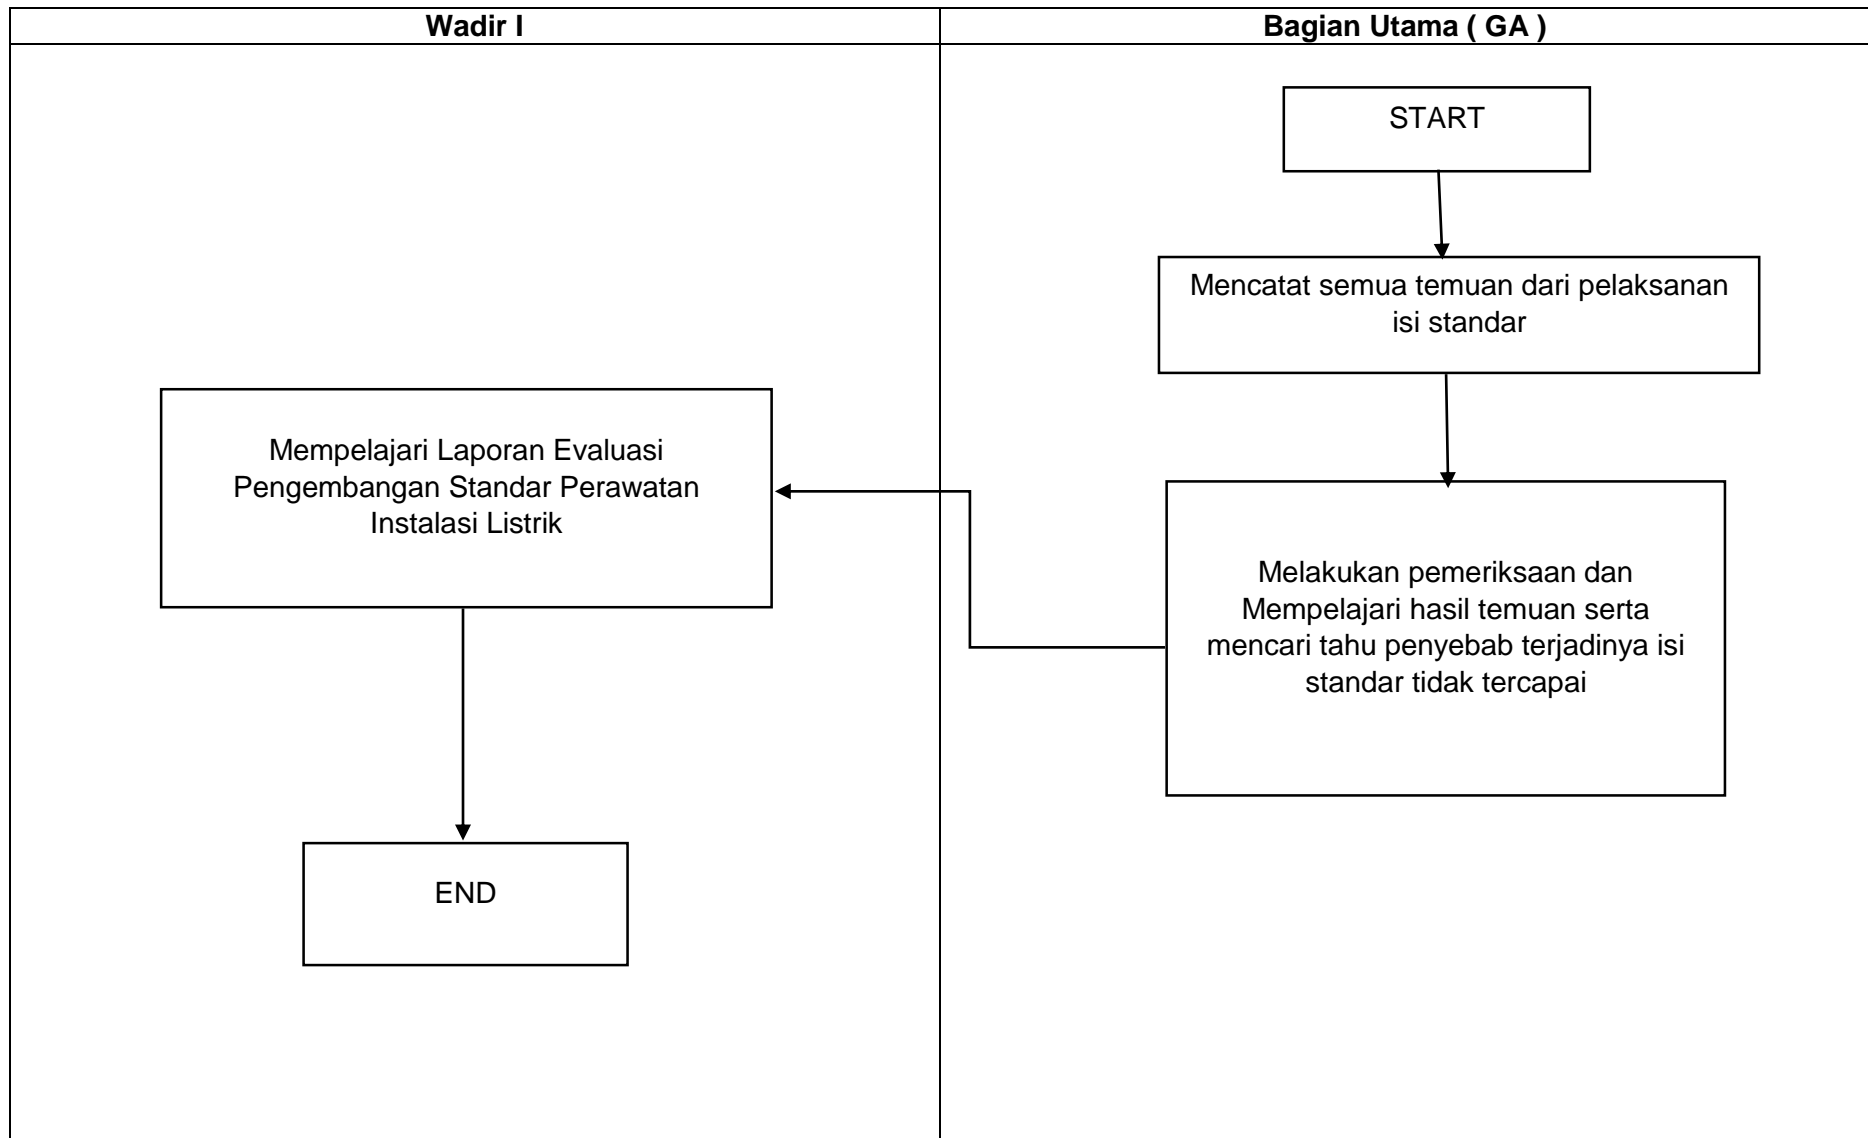 Wadir I
Bagian Utama ( GA )
START
Mencatat semua temuan dari pelaksanan
isi standar
Melakukan pemeriksaan dan
Mempelajari hasil temuan serta
mencari tahu penyebab terjadinya isi
standar tidak tercapai
Mempelajari Laporan Evaluasi
Pengembangan Standar Perawatan
Instalasi Listrik
END